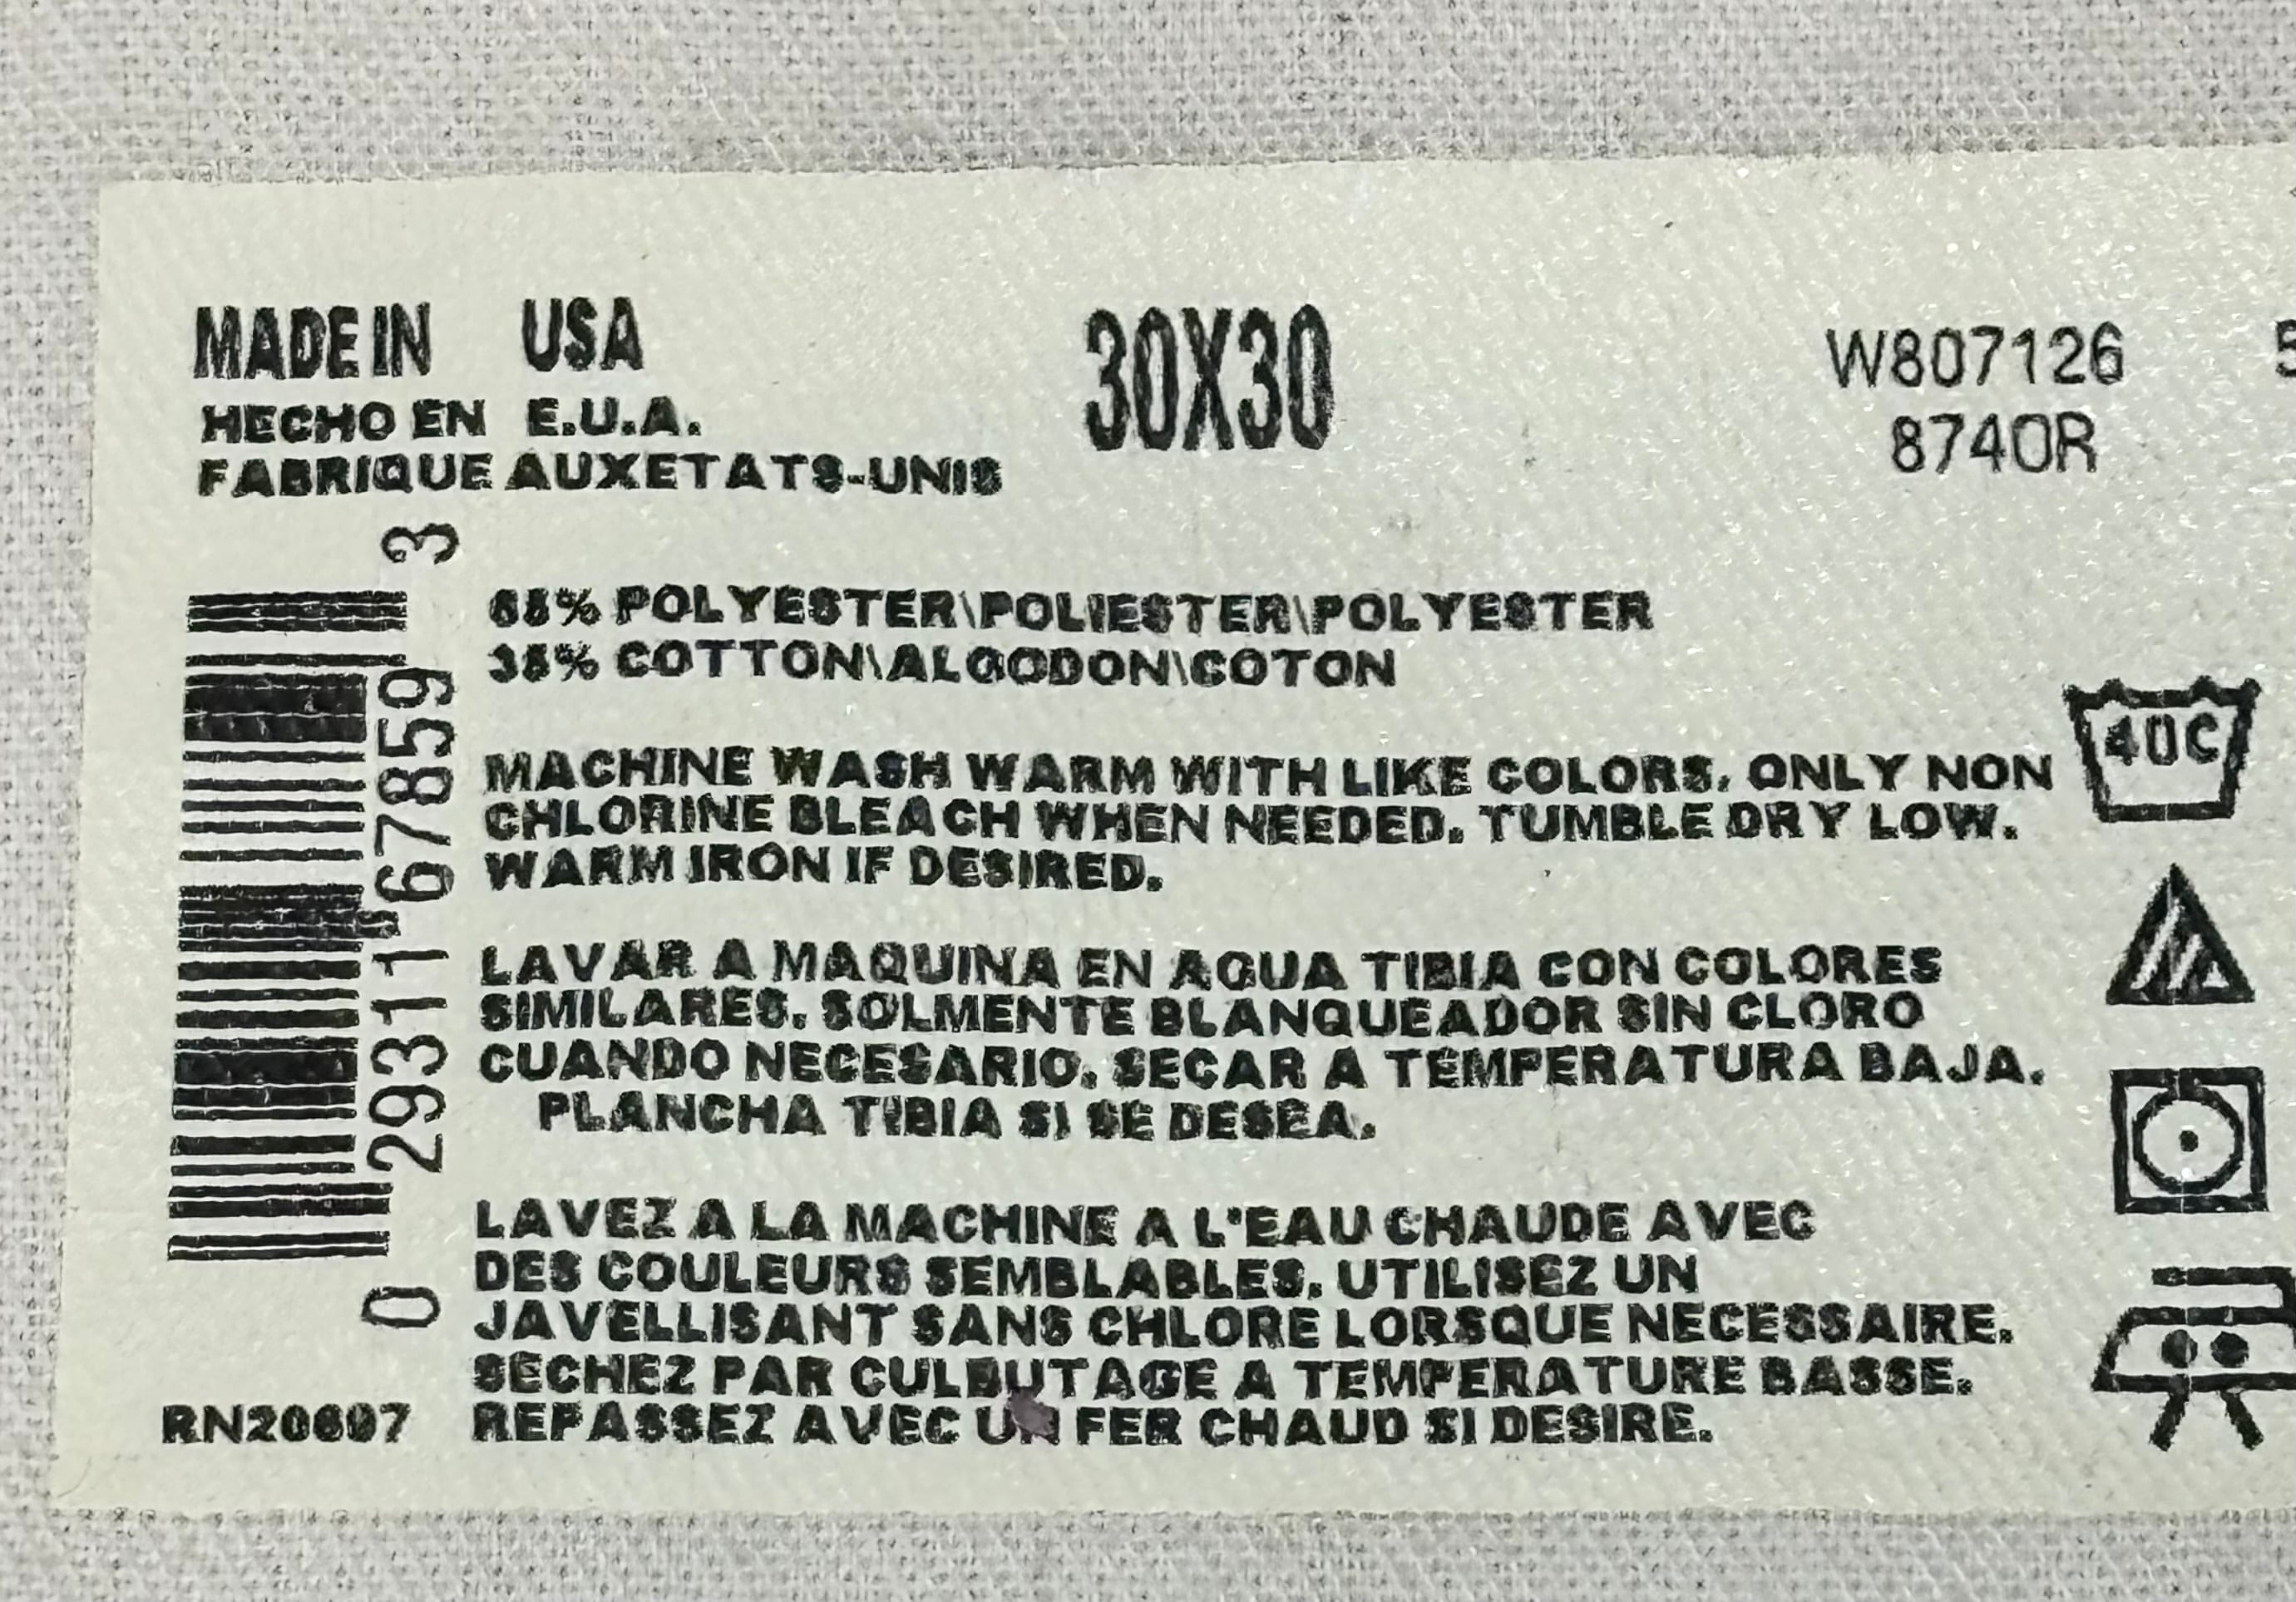 MADE IN USA
HECHO EN E.U.A.
FABRIQUE AUXETATS-UNIS
30X30
W807126
8740R
65% POLYESTER\POLIESTER\POLYESTER
35% COTTON\ALGODON\COTON
MACHINE WASH WARM WITH LIKE COLORS. ONLY NON
CHLORINE BLEACH WHEN NEEDED. TUMBLE DRY LOW.
WARM IRON IF DESIRED.
40C
LAVAR A MAQUINA EN AGUA TIBIA CON COLORES
SIMILARES. SOLMENTE BLANQUEADOR SIN CLORO
CUANDO NECESARIO. SECAR A TEMPERATURA BAJA.
PLANCHA TIBIA SI SE DESEA.
LAVEZ A LA MACHINE A L'EAU CHAUDE AVEC
DES COULEURS SEMBLABLES. UTILISEZ UN
JAVELLISANT SANS CHLORE LORSQUE NECESSAIRE.
SECHEZ PAR CULBUTAGE A TEMPERATURE BASSE.
REPASSEZ AVEC UN FER CHAUD SI DESIRE.
0 29311 67859 3
RN20697